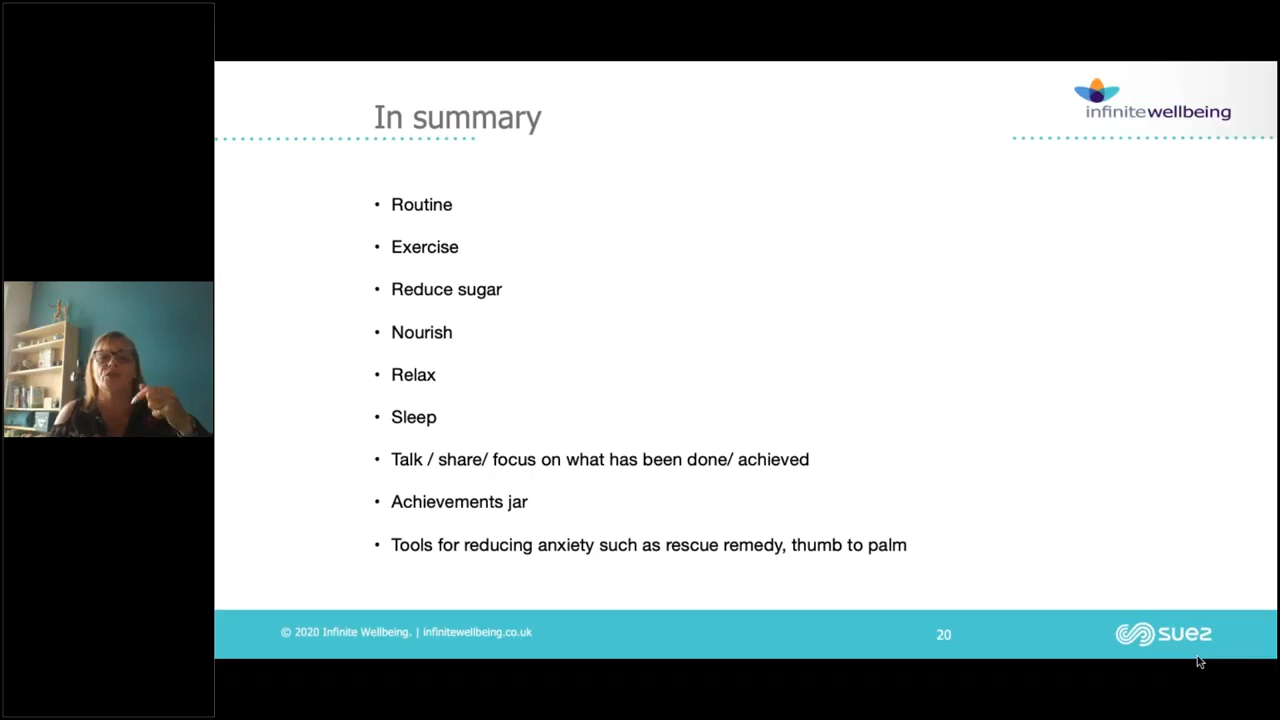 In summary
infinitewellbeing
• Routine
• Exercise
• Reduce sugar
• Nourish
• Relax
• Sleep
• Talk / share/ focus on what has been done/ achieved
• Achievements jar
• Tools for reducing anxiety such as rescue remedy, thumb to palm
© 2020 Infinite Wellbeing. | infinitewellbeing.co.uk
20
suez